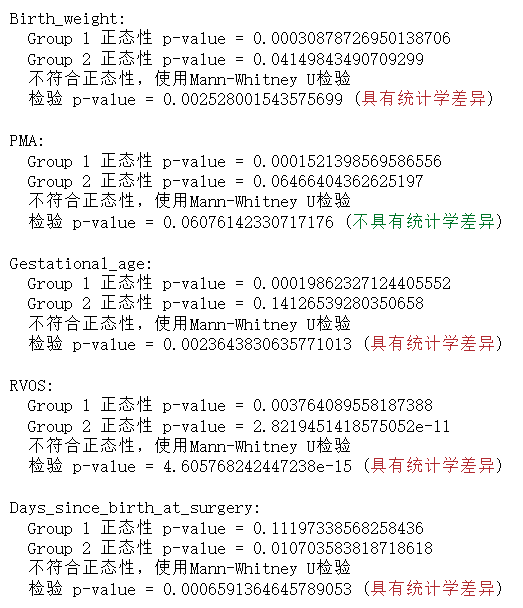 Birth_weight:
Group 1 正态性 p-value = 0.00030878726950138706
Group 2 正态性 p-value = 0.04149843490709299
不符合正态性，使用Mann-Whitney U检验
检验 p-value = 0.002528001543575699 (具有统计学差异)
PMA:
Group 1 正态性 p-value = 0.0001521398569586556
Group 2 正态性 p-value = 0.06466404362625197
不符合正态性，使用Mann-Whitney U检验
检验 p-value = 0.06076142330717176 (不具有统计学差异)
Gestational_age:
Group 1 正态性 p-value = 0.00019862327124405552
Group 2 正态性 p-value = 0.14126539280350658
不符合正态性，使用Mann-Whitney U检验
检验 p-value = 0.0023643830635771013 (具有统计学差异)
RVOS:
Group 1 正态性 p-value = 0.003764089558187388
Group 2 正态性 p-value = 2.8219451418575052e-11
不符合正态性，使用Mann-Whitney U检验
检验 p-value = 4.605768242447238e-15 (具有统计学差异)
Days_since_birth_at_surgery:
Group 1 正态性 p-value = 0.11197338568258436
Group 2 正态性 p-value = 0.010703583818718618
不符合正态性，使用Mann-Whitney U检验
检验 p-value = 0.0006591364645789053 (具有统计学差异)